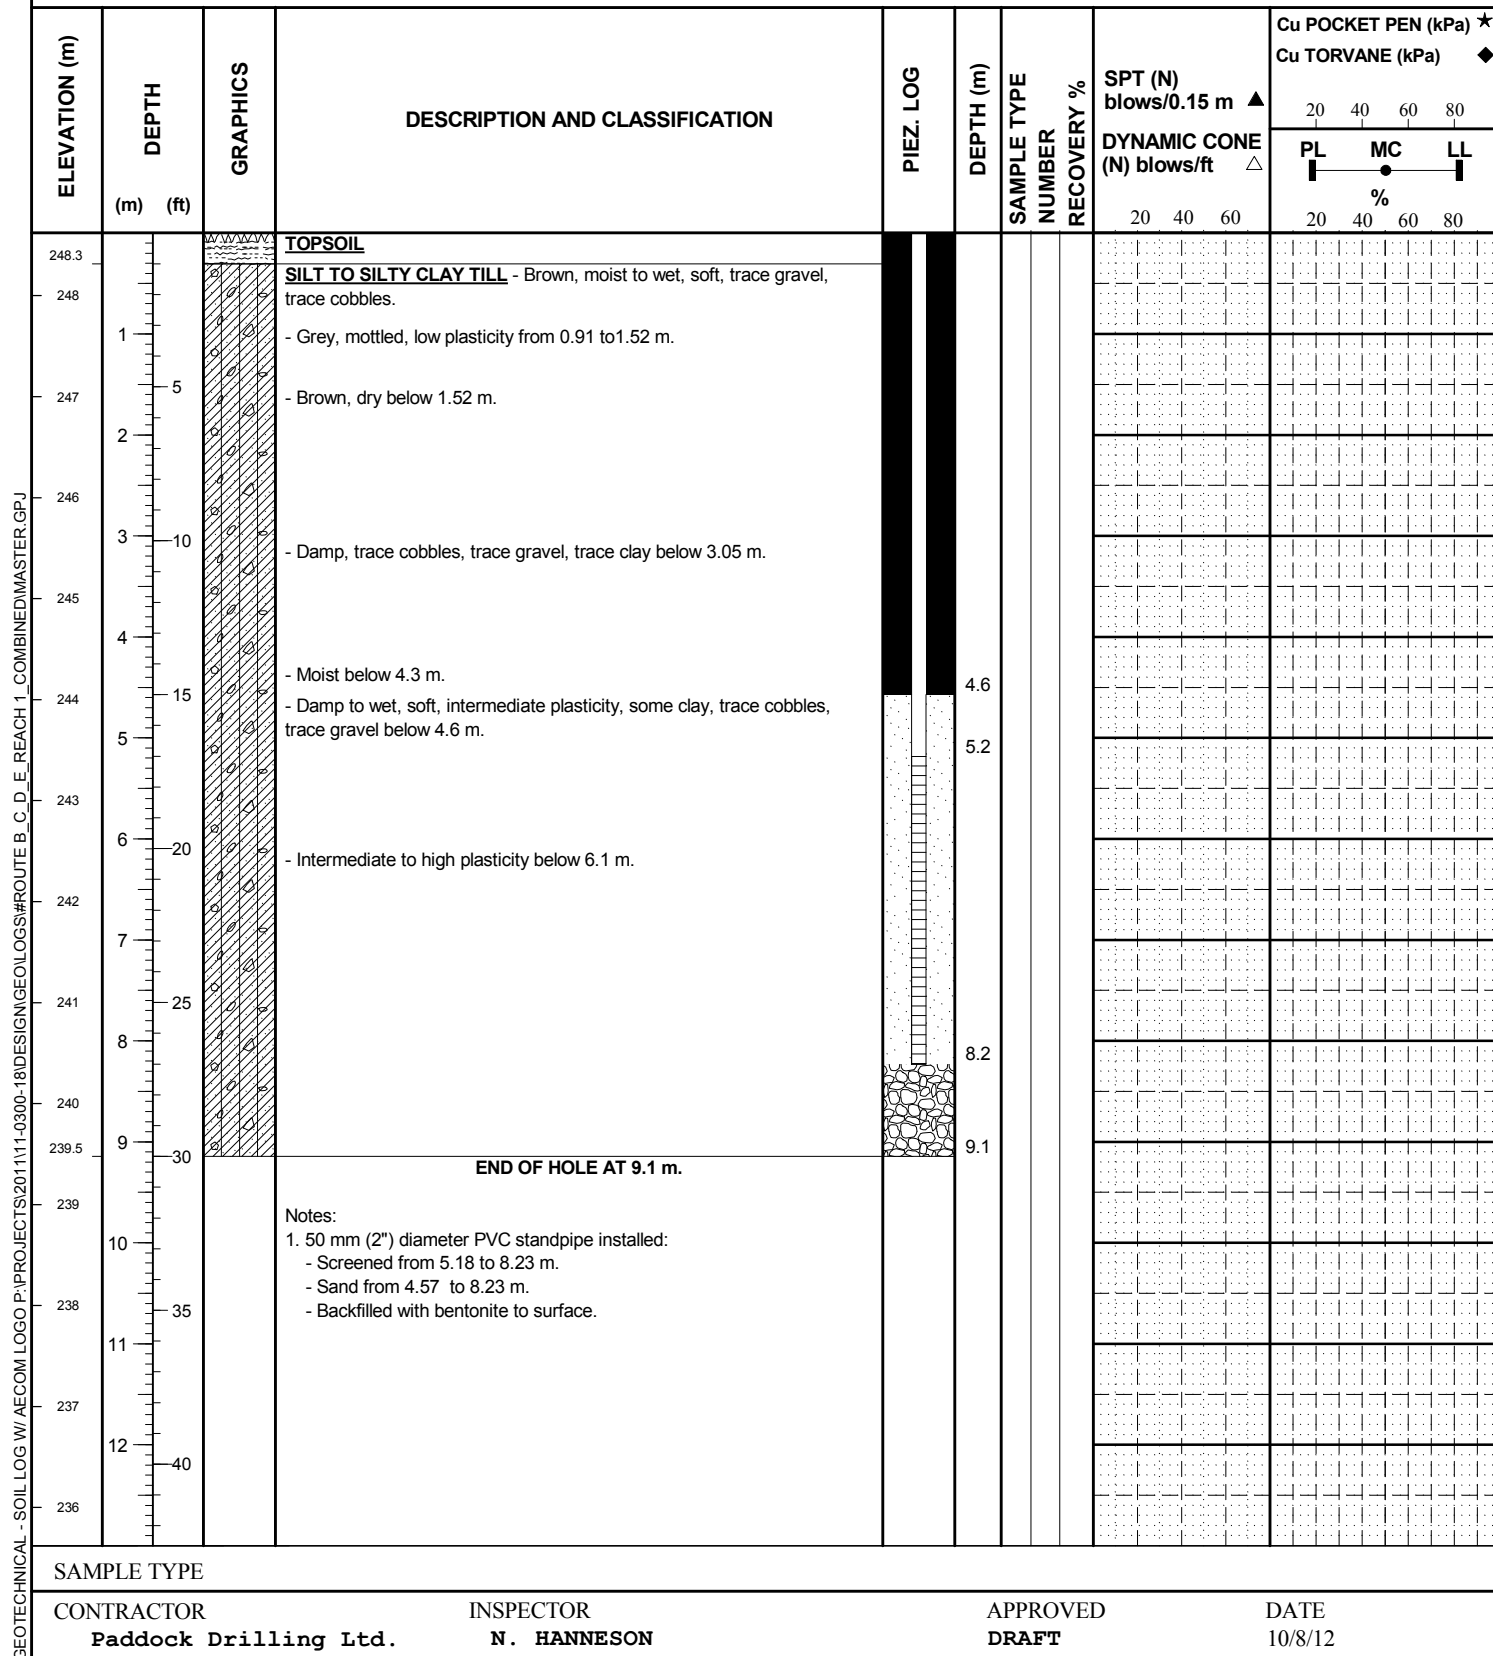 ELEVATION (m)
DEPTH
(m) (ft)
GRAPHICS
DESCRIPTION AND CLASSIFICATION
PIEZ. LOG
DEPTH (m)
SAMPLE TYPE
NUMBER
RECOVERY %
SPT (N)
blows/0.15 m ▲
DYNAMIC CONE
(N) blows/ft △
20 40 60
Cu POCKET PEN (kPa) ★
Cu TORVANE (kPa) ◆
20 40 60 80
PL MC LL
%
20 40 60 80
TOPSOIL
248.3
SILT TO SILTY CLAY TILL - Brown, moist to wet, soft, trace gravel,
trace cobbles.
248
1
- Grey, mottled, low plasticity from 0.91 to1.52 m.
5
247
- Brown, dry below 1.52 m.
2
246
3
10
- Damp, trace cobbles, trace gravel, trace clay below 3.05 m.
245
4
- Moist below 4.3 m.
4.6
15
244
- Damp to wet, soft, intermediate plasticity, some clay, trace cobbles,
trace gravel below 4.6 m.
5
5.2
243
6
20
- Intermediate to high plasticity below 6.1 m.
242
7
241
25
8
8.2
240
9
239.5
9.1
30
END OF HOLE AT 9.1 m.
239
Notes:
10
1. 50 mm (2") diameter PVC standpipe installed:
- Screened from 5.18 to 8.23 m.
- Sand from 4.57 to 8.23 m.
238
35
- Backfilled with bentonite to surface.
11
237
12
40
236
SAMPLE TYPE
CONTRACTOR
Paddock Drilling Ltd.
INSPECTOR
N. HANNESON
APPROVED
DRAFT
DATE
10/8/12
GEOTECHNICAL - SOIL LOG W/ AECOM LOGO P:\PROJECTS\2011\11-0300-18\DESIGN\GEO\LOGS\#ROUTE B_C_D_E_REACH 1_COMBINED\MASTER.GPJ